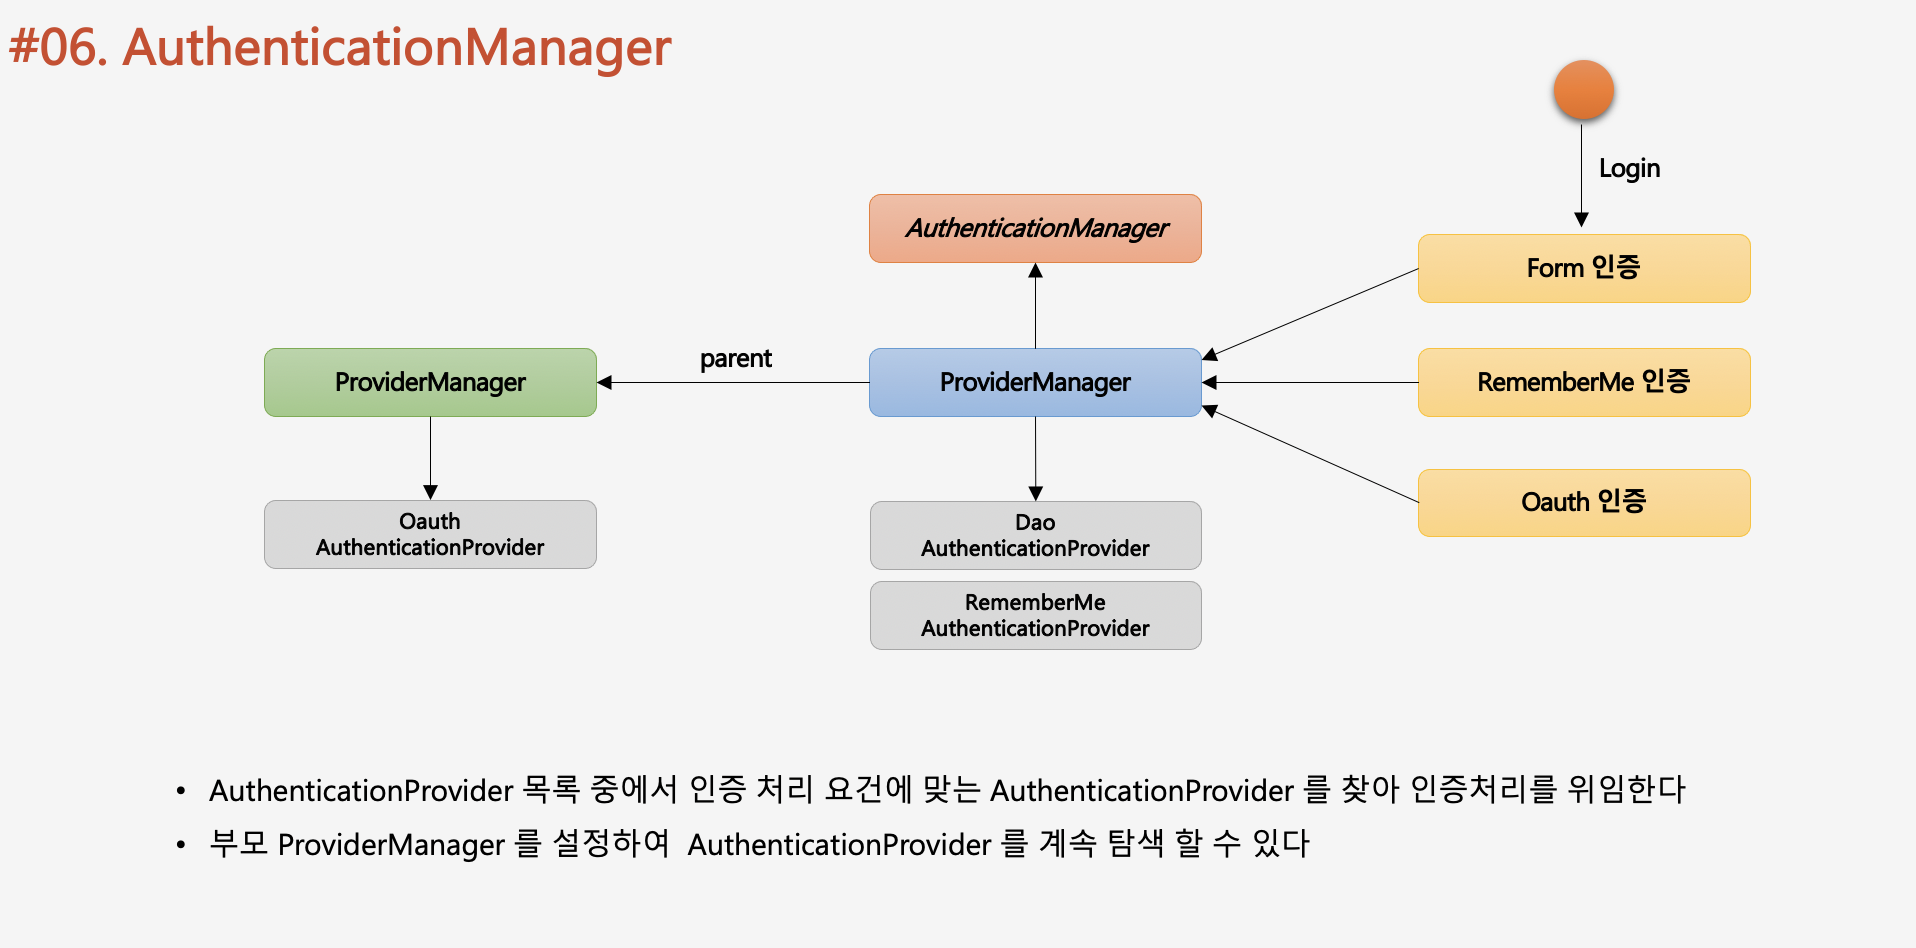 #06. AuthenticationManager
Login
AuthenticationManager
Form 인증
parent
ProviderManager
ProviderManager
RememberMe 인증
Oauth
AuthenticationProvider
Dao
AuthenticationProvider
Oauth 인증
RememberMe
AuthenticationProvider
• AuthenticationProvider 목록 중에서 인증 처리 요건에 맞는 AuthenticationProvider 를 찾아 인증처리를 위임한다
• 부모 ProviderManager 를 설정하여 AuthenticationProvider 를 계속 탐색 할 수 있다